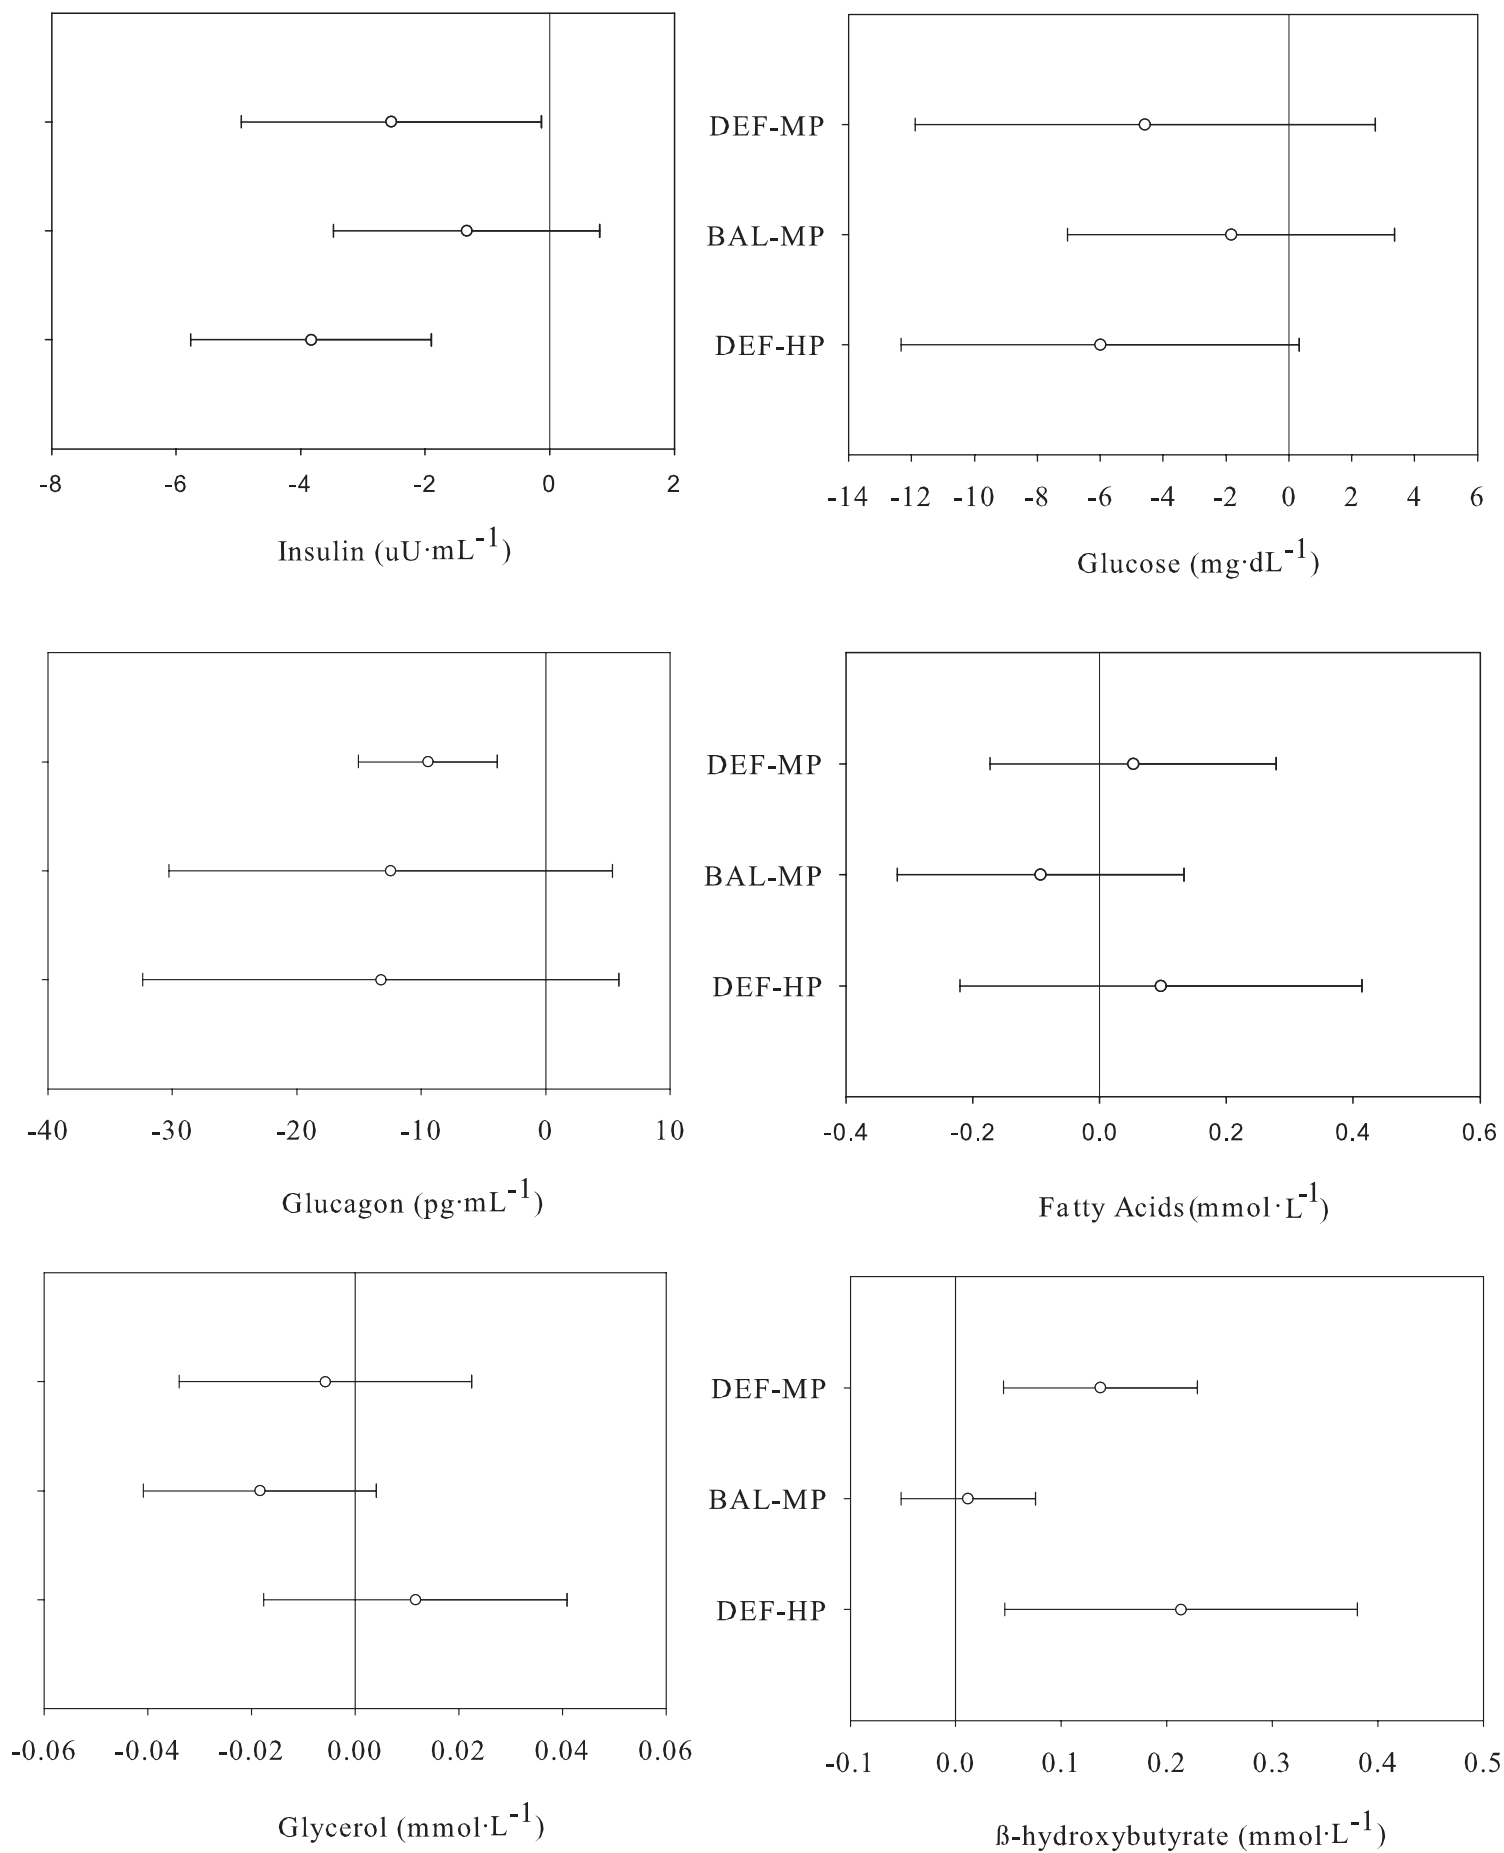 DEF-MP
BAL-MP
DEF-HP
-8 -6 -4 -2 0 2
-14 -12 -10 -8 -6 -4 -2 0 2 4 6
Insulin (uU·mL-1)
Glucose (mg·dL-1)
DEF-MP
BAL-MP
DEF-HP
-40 -30 -20 -10 0 10
-0.4 -0.2 0.0 0.2 0.4 0.6
Glucagon (pg·mL-1)
Fatty Acids (mmol·L-1)
DEF-MP
BAL-MP
DEF-HP
-0.06 -0.04 -0.02 0.00 0.02 0.04 0.06
-0.1 0.0 0.1 0.2 0.3 0.4 0.5
Glycerol (mmol·L-1)
ß-hydroxybutyrate (mmol·L-1)